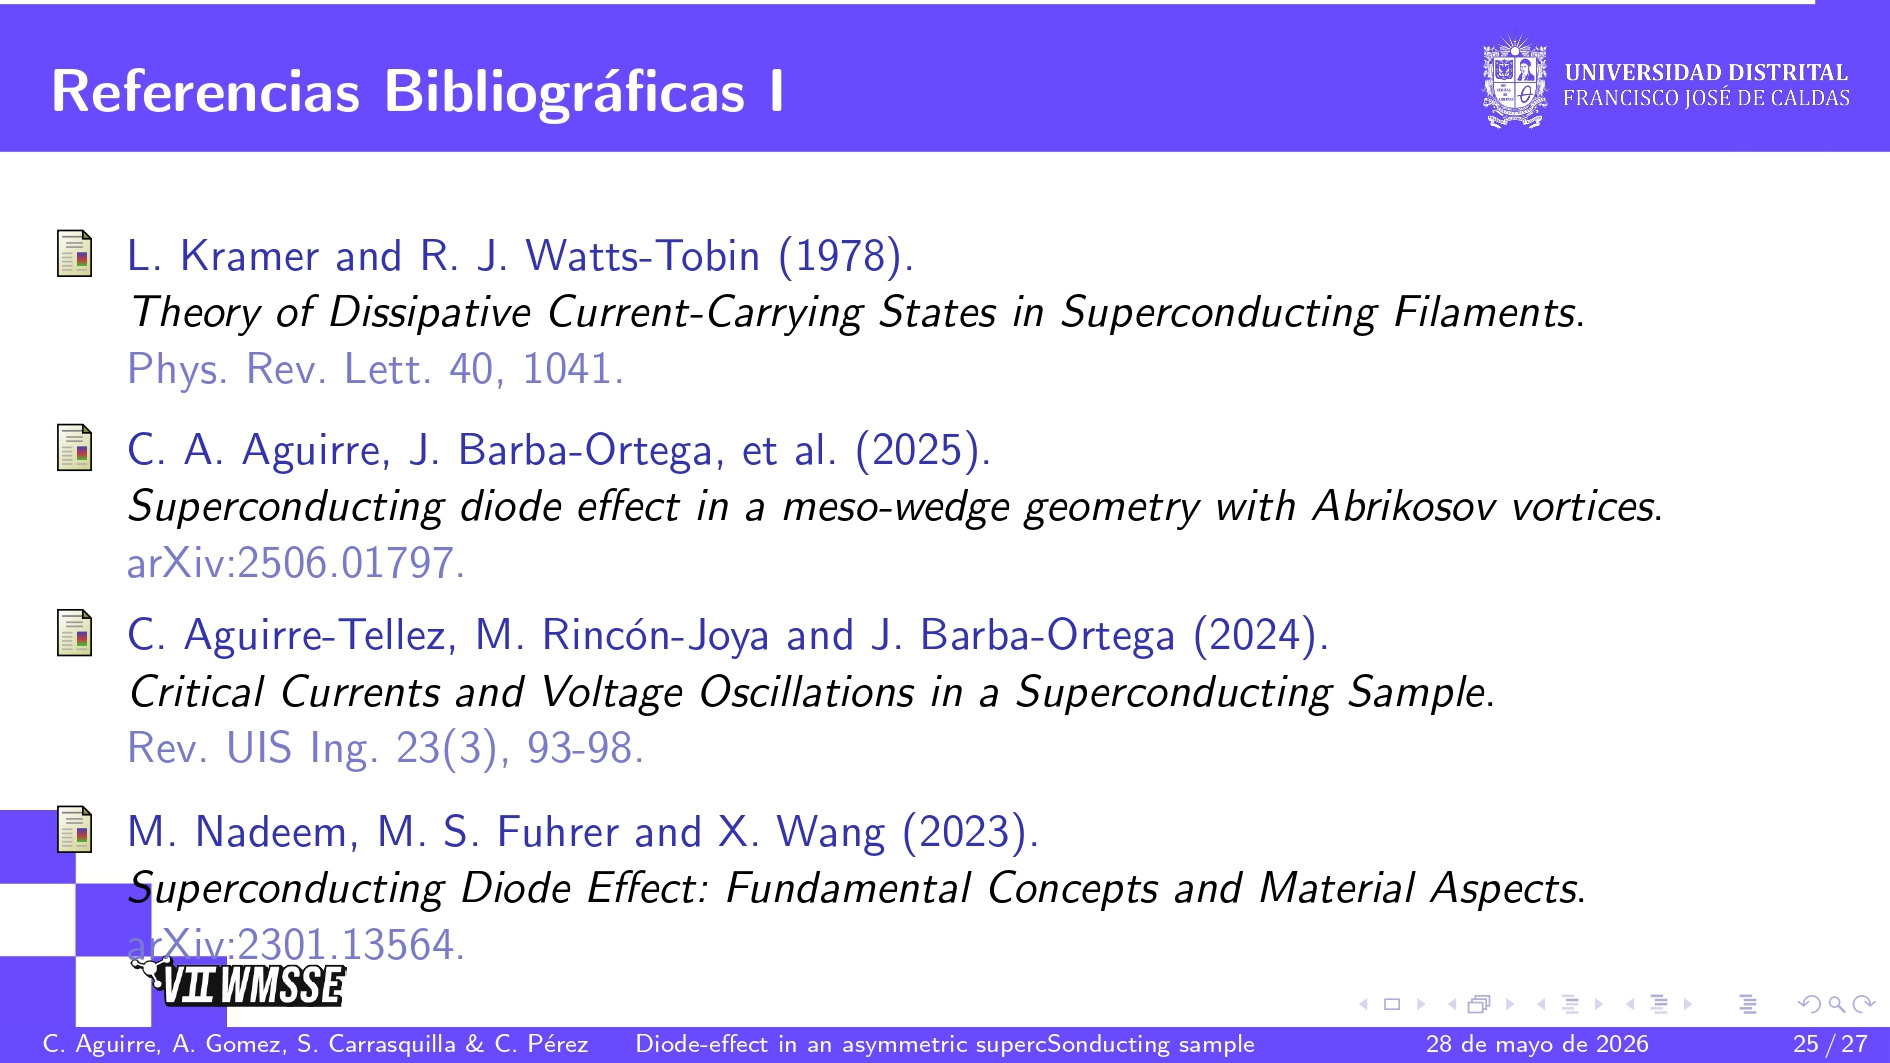 Referencias Bibliográficas I
UNIVERSIDAD DISTRITAL
FRANCISCO JOSÉ DE CALDAS
L. Kramer and R. J. Watts-Tobin (1978).
Theory of Dissipative Current-Carrying States in Superconducting Filaments.
Phys. Rev. Lett. 40, 1041.
C. A. Aguirre, J. Barba-Ortega, et al. (2025).
Superconducting diode effect in a meso-wedge geometry with Abrikosov vortices.
arXiv:2506.01797.
C. Aguirre-Tellez, M. Rincón-Joya and J. Barba-Ortega (2024).
Critical Currents and Voltage Oscillations in a Superconducting Sample.
Rev. UIS Ing. 23(3), 93-98.
M. Nadeem, M. S. Fuhrer and X. Wang (2023).
Superconducting Diode Effect: Fundamental Concepts and Material Aspects.
arXiv:2301.13564.
VII WMSSE
C. Aguirre, A. Gomez, S. Carrasquilla & C. Pérez Diode-effect in an asymmetric supercSonducting sample 28 de mayo de 2026 25 / 27